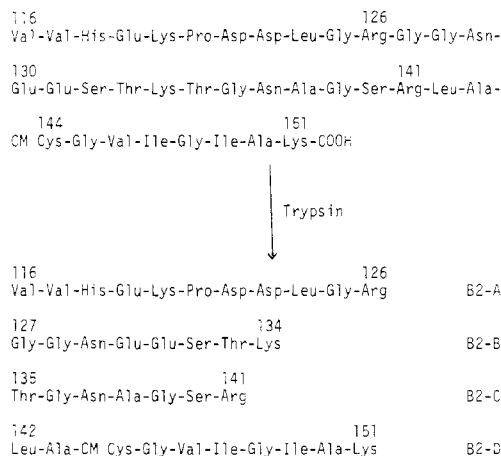 116 126
Val-Val-His-Glu-Lys-Pro-Asp-Asp-Leu-Gly-Arg-Gly-Gly-Asn-
130 141
Glu-Glu-Ser-Thr-Lys-Thr-Gly-Asn-Ala-Gly-Ser-Arg-Leu-Ala-
144 151
CM Cys-Gly-Val-Ile-Gly-Ile-Ala-Lys-COOH
Trypsin
116 126
Val-Val-His-Glu-Lys-Pro-Asp-Asp-Leu-Gly-Arg B2-A
127 134
Gly-Gly-Asn-Glu-Glu-Ser-Thr-Lys B2-B
135 141
Thr-Gly-Asn-Ala-Gly-Ser-Arg B2-C
142 151
Leu-Ala-CM Cys-Gly-Val-Ile-Gly-Ile-Ala-Lys B2-D